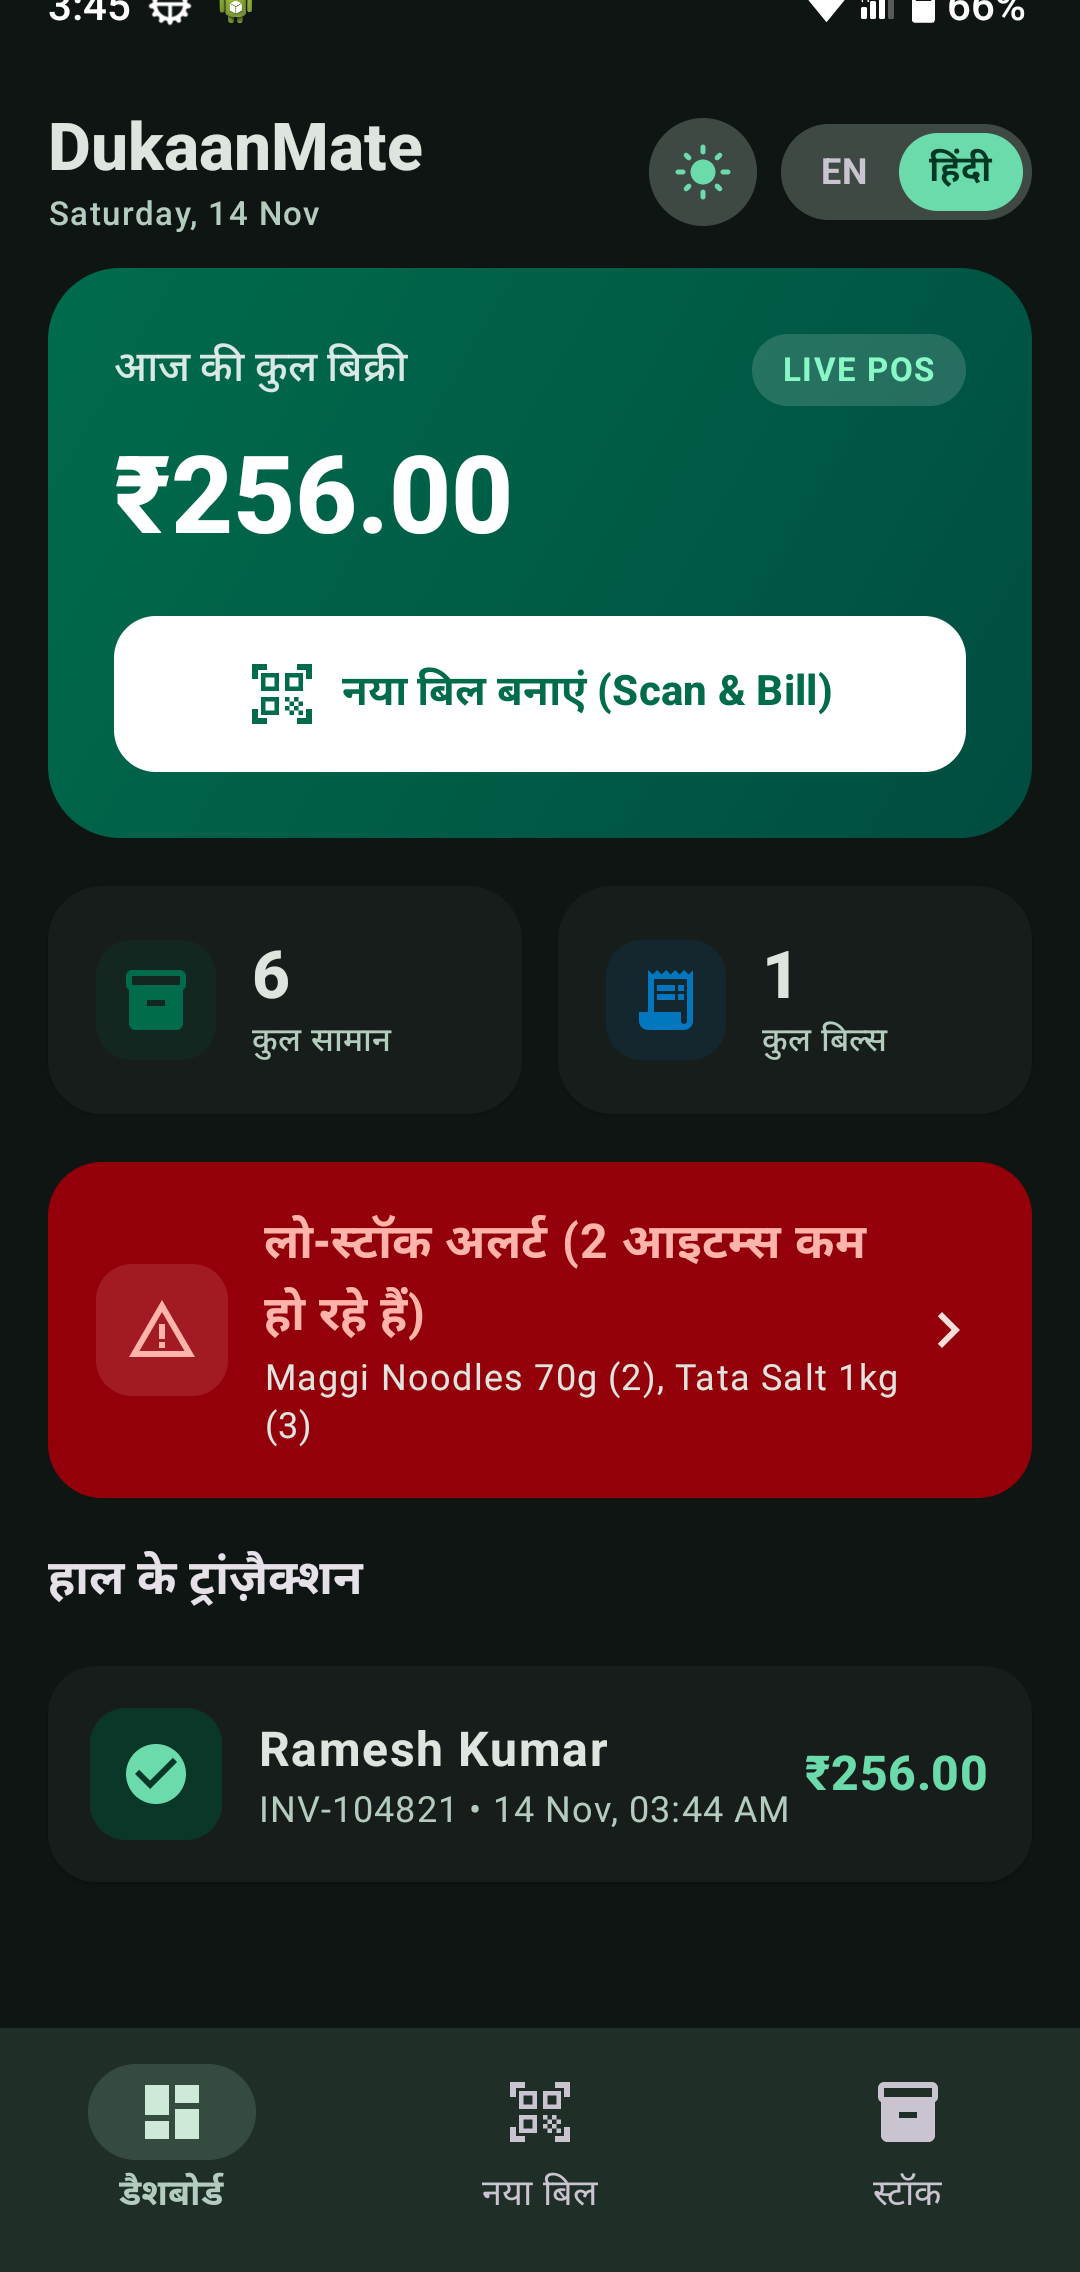 3:45 66%
DukaanMate
Saturday, 14 Nov
EN हिंदी
आज की कुल बिक्री
LIVE POS
₹256.00
नया बिल बनाएं (Scan & Bill)
6
कुल सामान
1
कुल बिल्स
लो-स्टॉक अलर्ट (2 आइटम्स कम
हो रहे हैं)
Maggi Noodles 70g (2), Tata Salt 1kg
(3)
हाल के ट्रांज़ैक्शन
Ramesh Kumar
INV-104821 • 14 Nov, 03:44 AM
₹256.00
डैशबोर्ड
नया बिल
स्टॉक